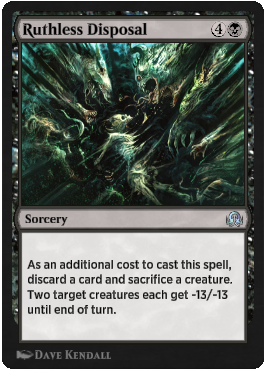 Ruthless Disposal 4
Sorcery
As an additional cost to cast this spell,
discard a card and sacrifice a creature.
Two target creatures each get -13/-13
until end of turn.
DAVE KENDALL